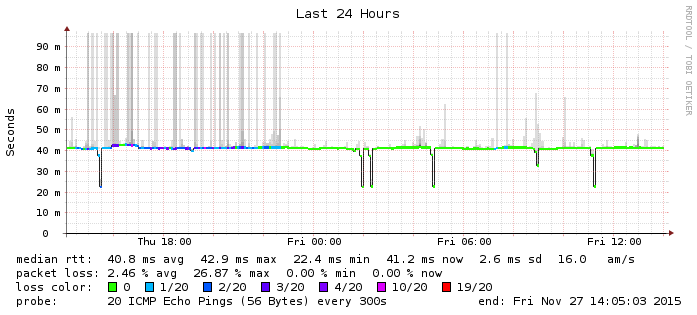 Last 24 Hours
RRDTOOL / TOBI OETIKER
Seconds
90 m
80 m
70 m
60 m
50 m
40 m
30 m
20 m
10 m
0
Thu 18:00 Fri 00:00 Fri 06:00 Fri 12:00
median rtt: 40.8 ms avg 42.9 ms max 22.4 ms min 41.2 ms now 2.6 ms sd 16.0 am/s
packet loss: 2.46 % avg 26.87 % max 0.00 % min 0.00 % now
loss color: 0 1/20 2/20 3/20 4/20 10/20 19/20
probe: 20 ICMP Echo Pings (56 Bytes) every 300s end: Fri Nov 27 14:05:03 2015